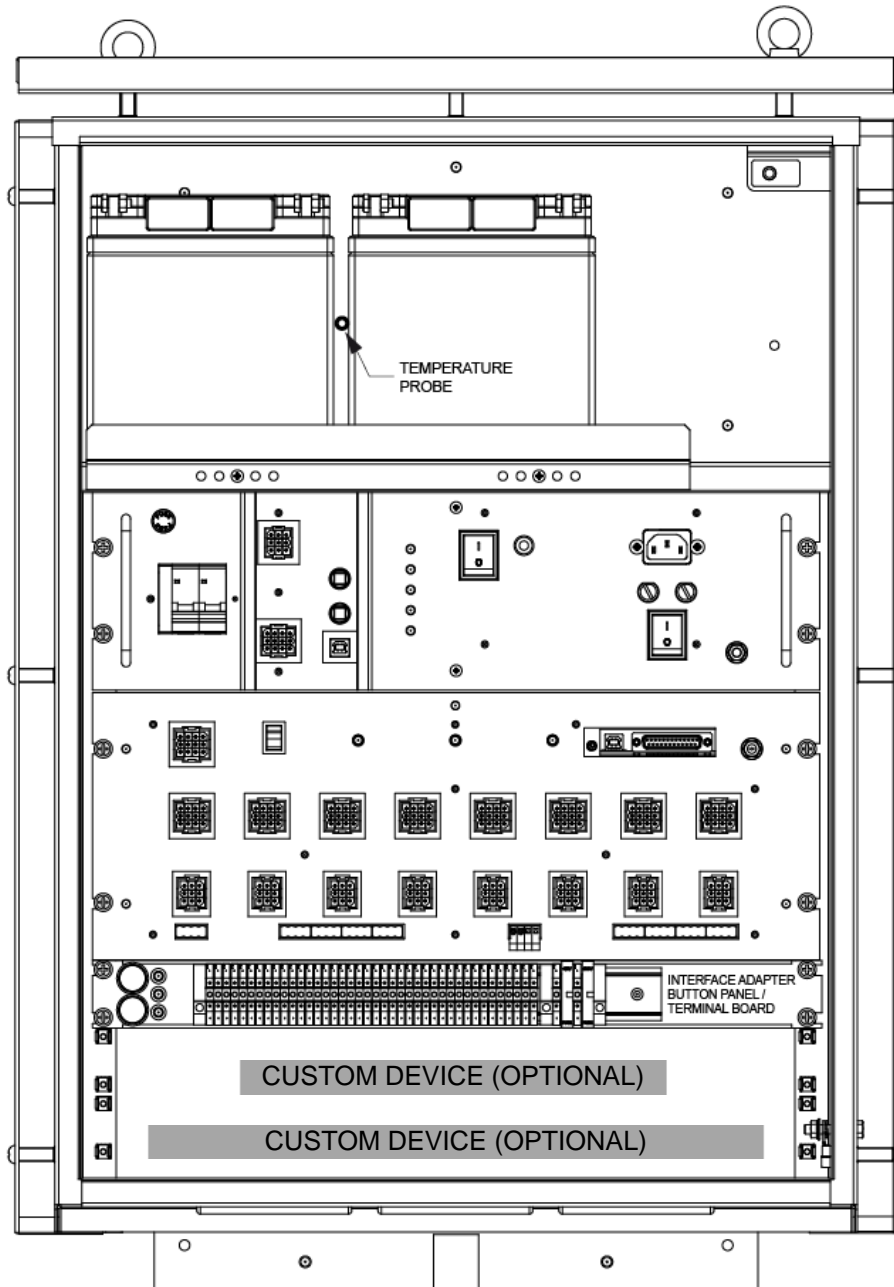 TEMPERATURE
PROBE
INTERFACE ADAPTER
BUTTON PANEL /
TERMINAL BOARD
CUSTOM DEVICE (OPTIONAL)
CUSTOM DEVICE (OPTIONAL)